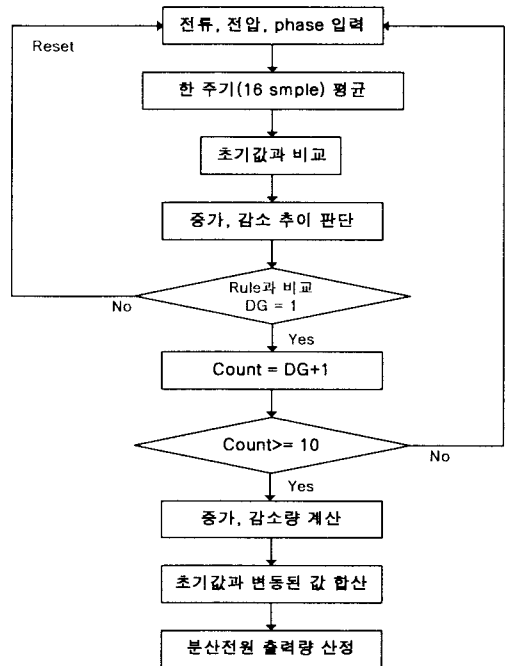 전류, 전압, phase 입력
Reset
한 주기(16 smple) 평균
초기값과 비교
증가, 감소 추이 판단
Rule과 비교
DG = 1
No
Yes
Count = DG+1
Count>= 10
No
Yes
증가, 감소량 계산
초기값과 변동된 값 합산
분산전원 출력량 산정